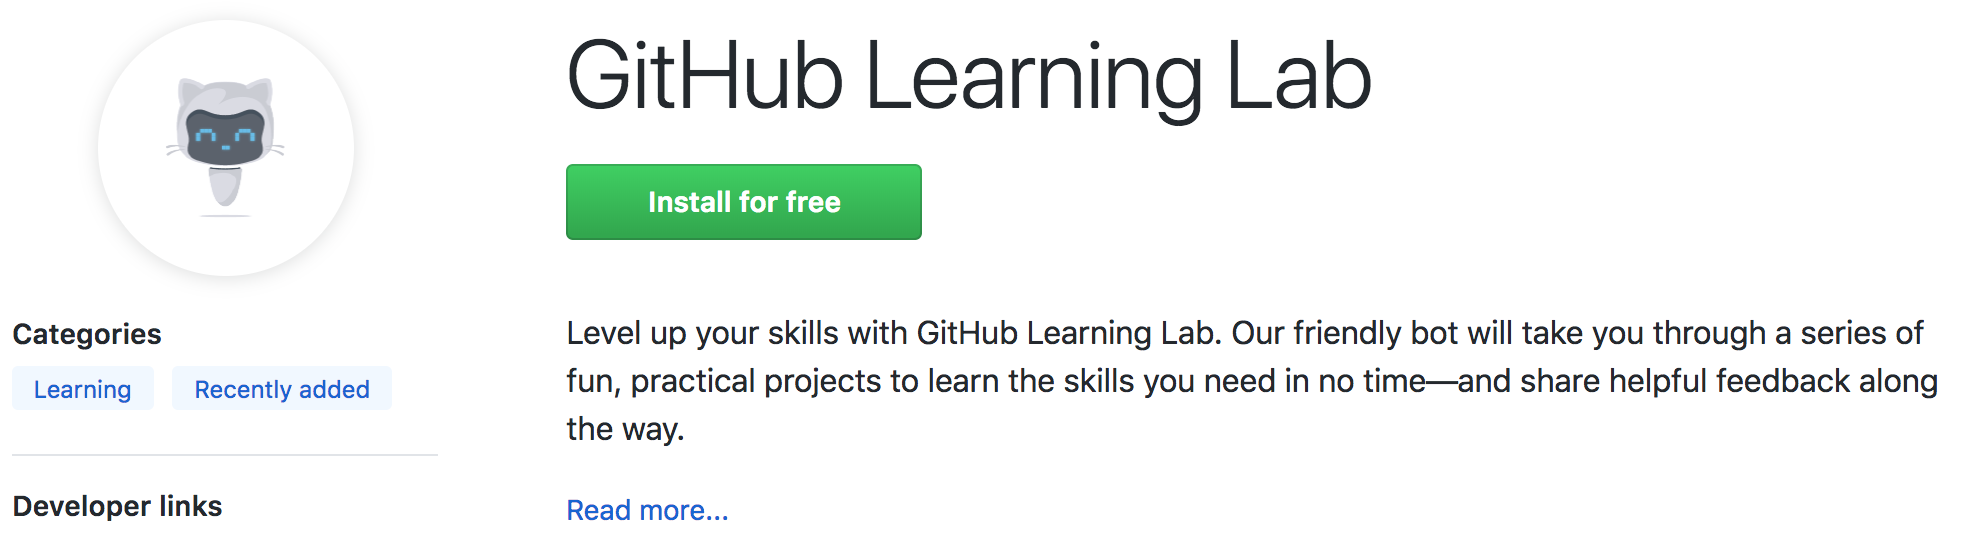 GitHub Learning Lab
Install for free
Level up your skills with GitHub Learning Lab. Our friendly bot will take you through a series of
fun, practical projects to learn the skills you need in no time—and share helpful feedback along
the way.
Read more...
Categories
Learning
Recently added
Developer links